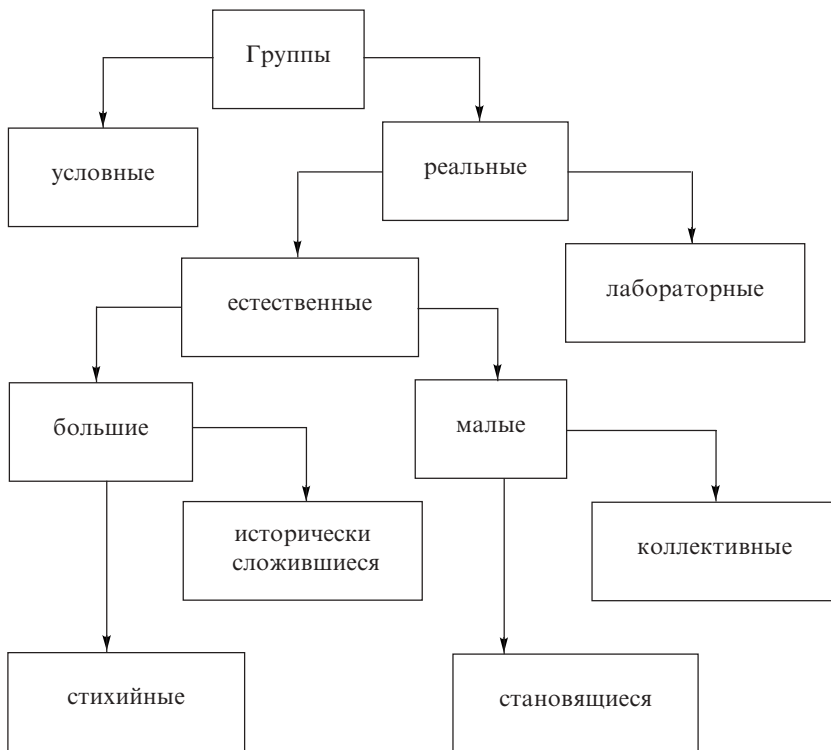 Группы
условные
реальные
естественные
лабораторные
большие
малые
исторически
сложившиеся
коллективные
стихийные
становящиеся